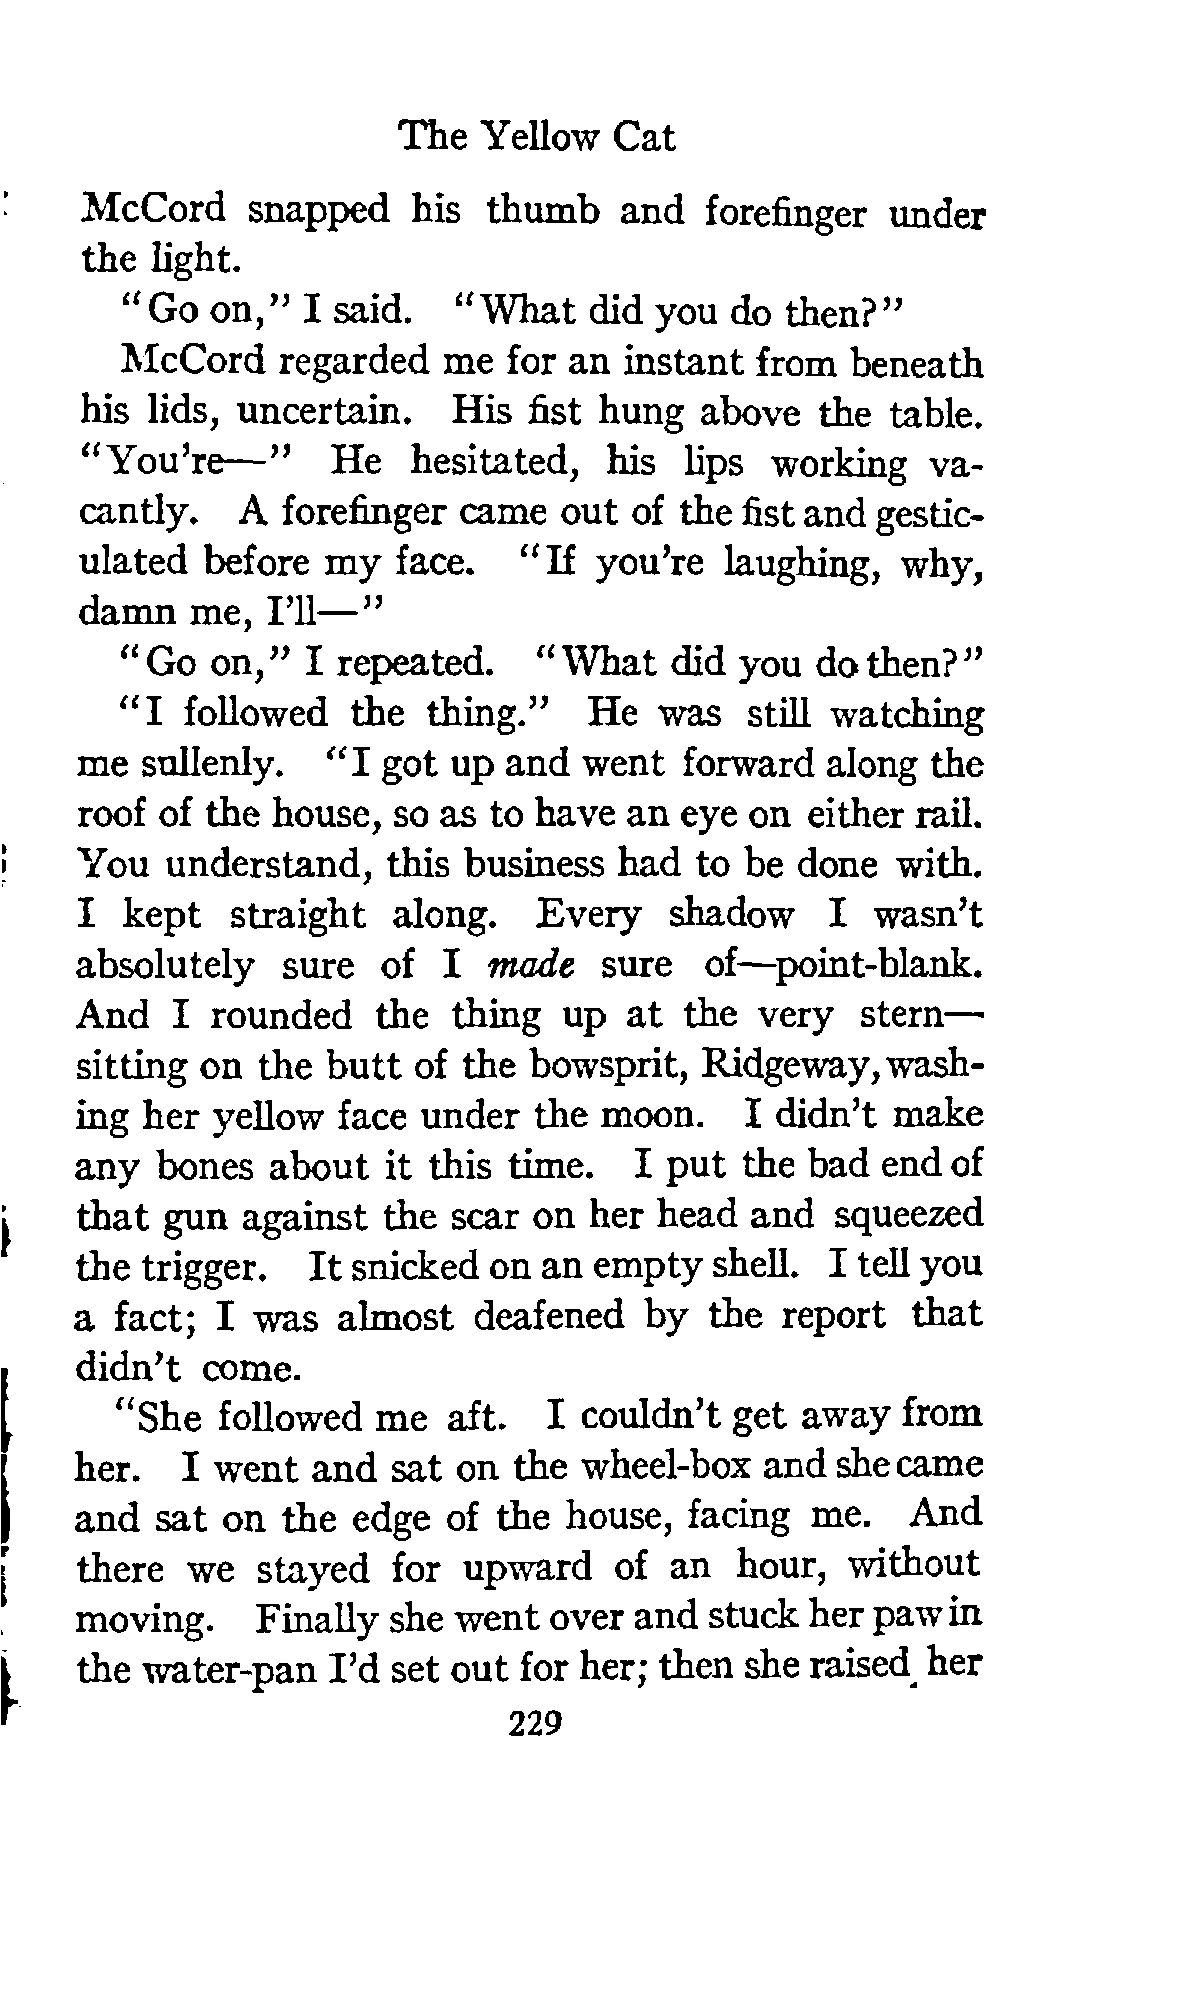 The Yellow Cat
McCord snapped his thumb and forefinger under
the light.
"Go on," I said. "What did you do then?"
McCord regarded me for an instant from beneath
his lids, uncertain. His fist hung above the table.
"You're—" He hesitated, his lips working va-
cantly. A forefinger came out of the fist and gestic-
ulated before my face. "If you're laughing, why,
damn me, I'll—"
"Go on," I repeated. "What did you do then?"
"I followed the thing." He was still watching
me sullenly. "I got up and went forward along the
roof of the house, so as to have an eye on either rail.
You understand, this business had to be done with.
I kept straight along. Every shadow I wasn't
absolutely sure of I made sure of—point-blank.
And I rounded the thing up at the very stern—
sitting on the butt of the bowsprit, Ridgeway, wash-
ing her yellow face under the moon. I didn't make
any bones about it this time. I put the bad end of
that gun against the scar on her head and squeezed
the trigger. It snicked on an empty shell. I tell you
a fact; I was almost deafened by the report that
didn't come.
"She followed me aft. I couldn't get away from
her. I went and sat on the wheel-box and she came
and sat on the edge of the house, facing me. And
there we stayed for upward of an hour, without
moving. Finally she went over and stuck her paw in
the water-pan I'd set out for her; then she raised her
229